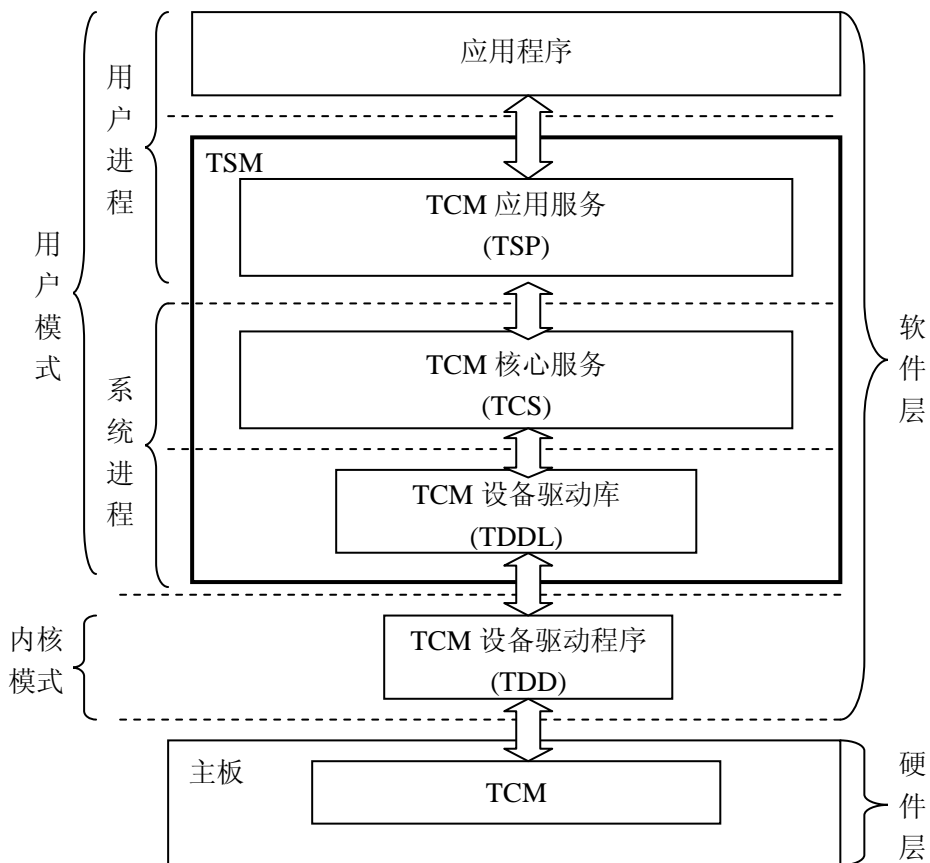 应用程序
用户进程
TSM
TCM 应用服务
(TSP)
用户模式
TCM 核心服务
(TCS)
软件层
系统进程
TCM 设备驱动库
(TDDL)
内核
模式
TCM 设备驱动程序
(TDD)
主板
TCM
硬件层